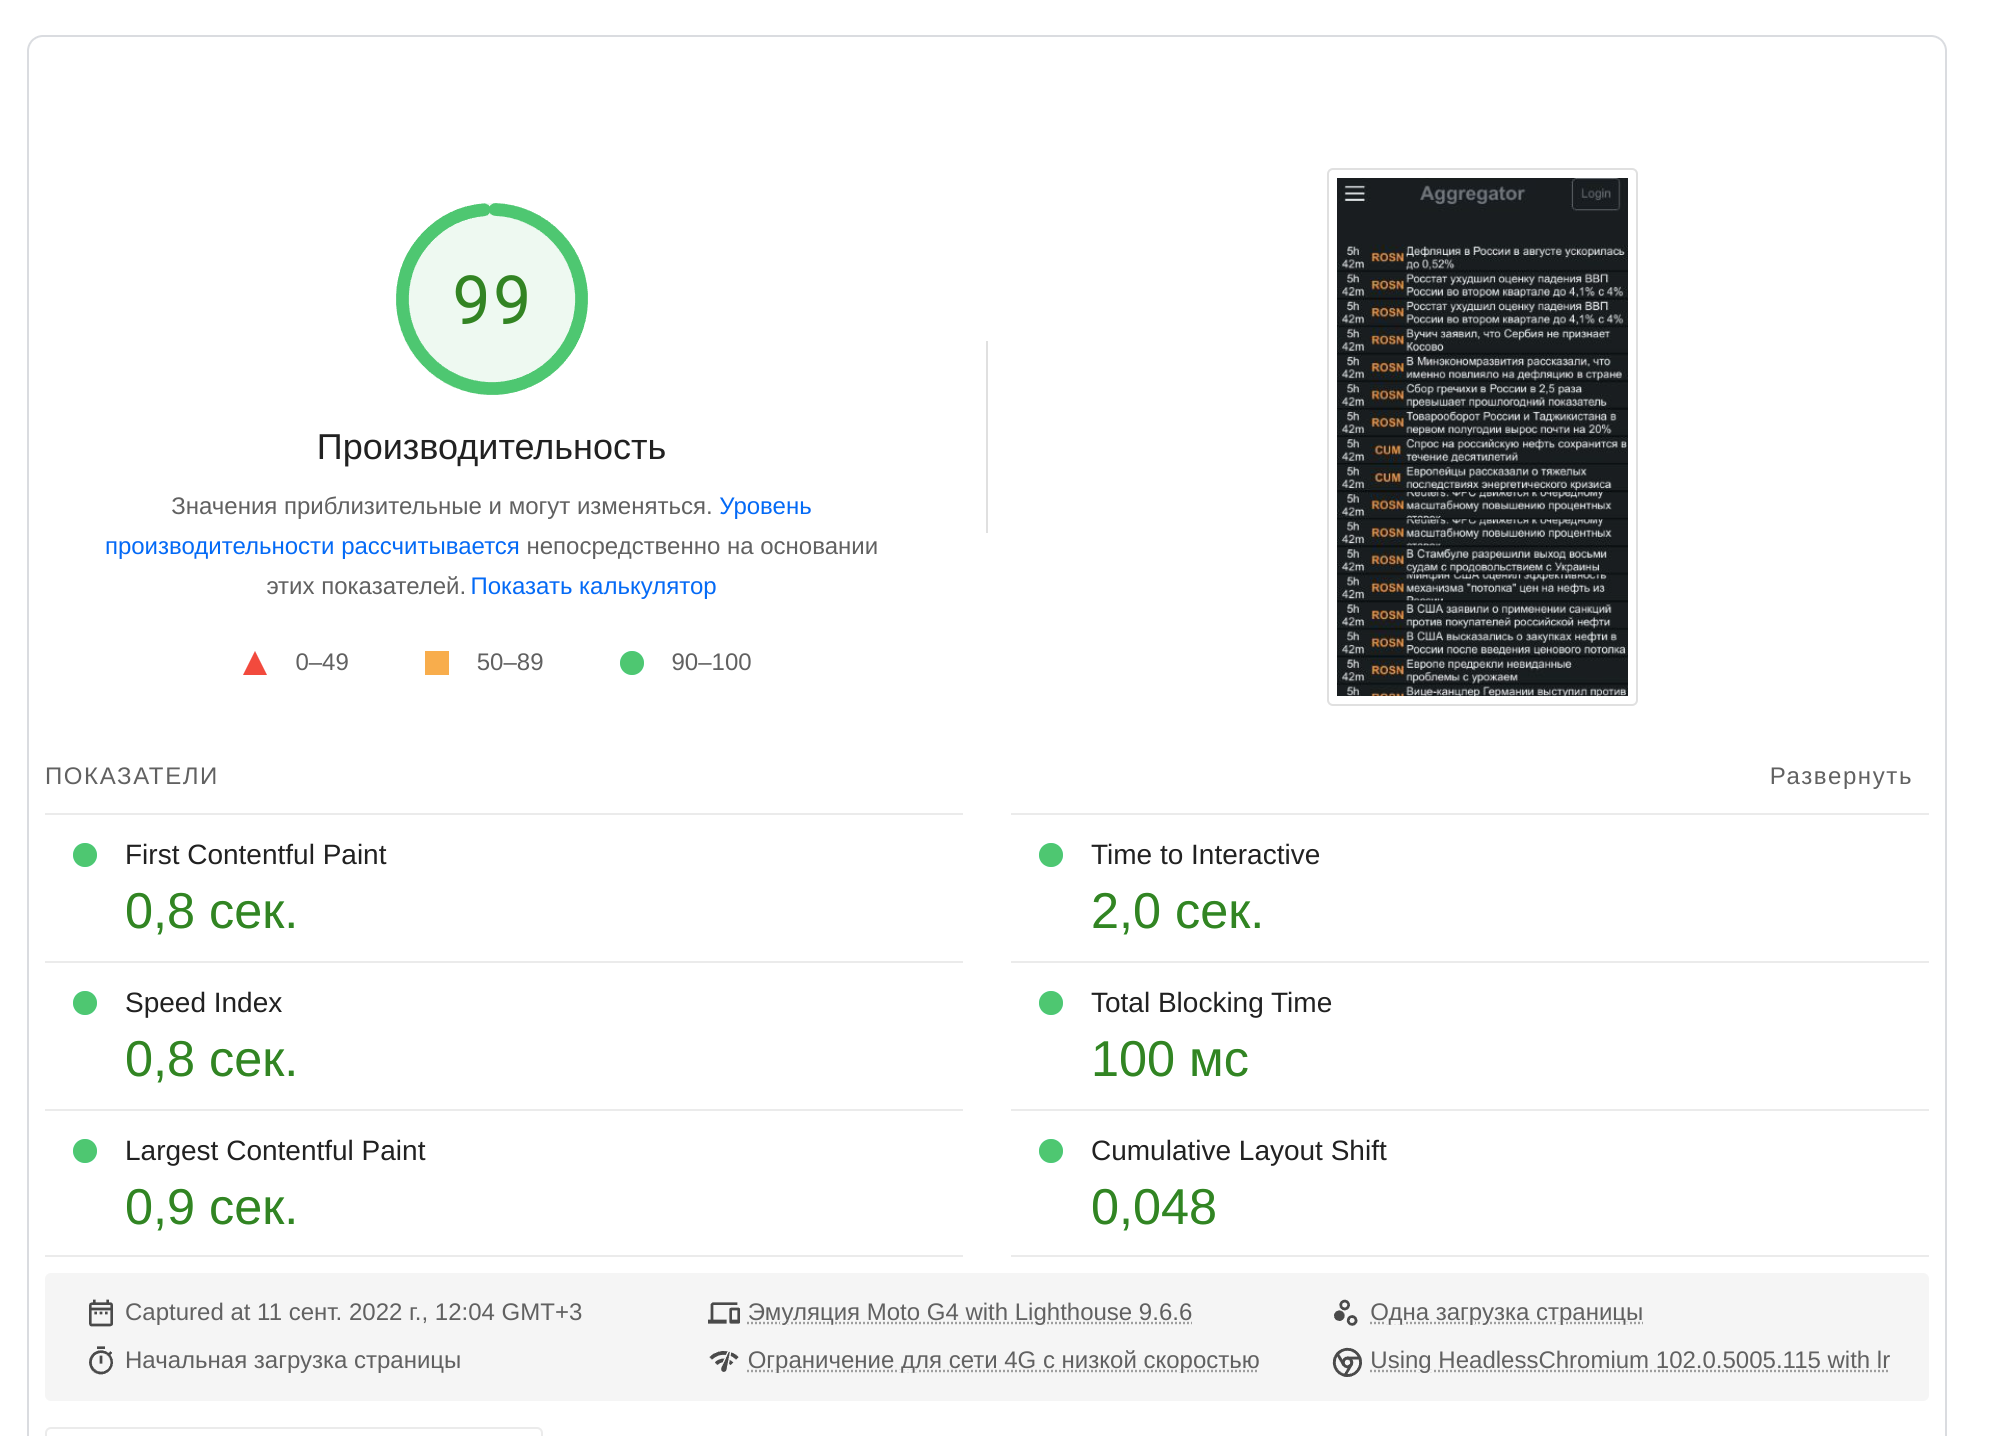 99
Производительность
Значения приблизительные и могут изменяться. Уровень
производительности рассчитывается непосредственно на основании
этих показателей. Показать калькулятор
0–49
50–89
90–100
Aggregator
Login
5h
42m
ROSN
Дефляция в России в августе ускорилась
до 0,52%
5h
42m
ROSN
Росстат ухудшил оценку падения ВВП
России во втором квартале до 4,1% с 4%
5h
42m
ROSN
Росстат ухудшил оценку падения ВВП
России во втором квартале до 4,1% с 4%
5h
42m
ROSN
Вучич заявил, что Сербия не признает
Косово
5h
42m
ROSN
В Минэкономразвития рассказали, что
именно повлияло на дефляцию в стране
5h
42m
ROSN
Сбор гречихи в России в 2,5 раза
превышает прошлогодний показатель
5h
42m
ROSN
Товарооборот России и Таджикистана в
первом полугодии вырос почти на 20%
5h
42m
CUM
Спрос на российскую нефть сохранится в
течение десятилетий
5h
42m
CUM
Европейцы рассказали о тяжелых
последствиях энергетического кризиса
5h
42m
ROSN
Reuters: ФРС движется к очередному
масштабному повышению процентных
ставок
5h
42m
ROSN
Reuters: ФРС движется к очередному
масштабному повышению процентных
ставок
5h
42m
ROSN
В Стамбуле разрешили выход восьми
судам с продовольствием с Украины
5h
42m
ROSN
Минфин США оценил эффективность
механизма "потолка" цен на нефть из
России
5h
42m
ROSN
В США заявили о применении санкций
против покупателей российской нефти
5h
42m
ROSN
В США высказались о закупках нефти в
России после введения ценового потолка
5h
42m
ROSN
Европе предрекли невиданные
проблемы с урожаем
5h
ROSN
Вице-канцлер Германии выступил против
ПОКАЗАТЕЛИ
Развернуть
First Contentful Paint
0,8 сек.
Time to Interactive
2,0 сек.
Speed Index
0,8 сек.
Total Blocking Time
100 мс
Largest Contentful Paint
0,9 сек.
Cumulative Layout Shift
0,048
Captured at 11 сент. 2022 г., 12:04 GMT+3
Эмуляция Moto G4 with Lighthouse 9.6.6
Одна загрузка страницы
Начальная загрузка страницы
Ограничение для сети 4G с низкой скоростью
Using HeadlessChromium 102.0.5005.115 with lr